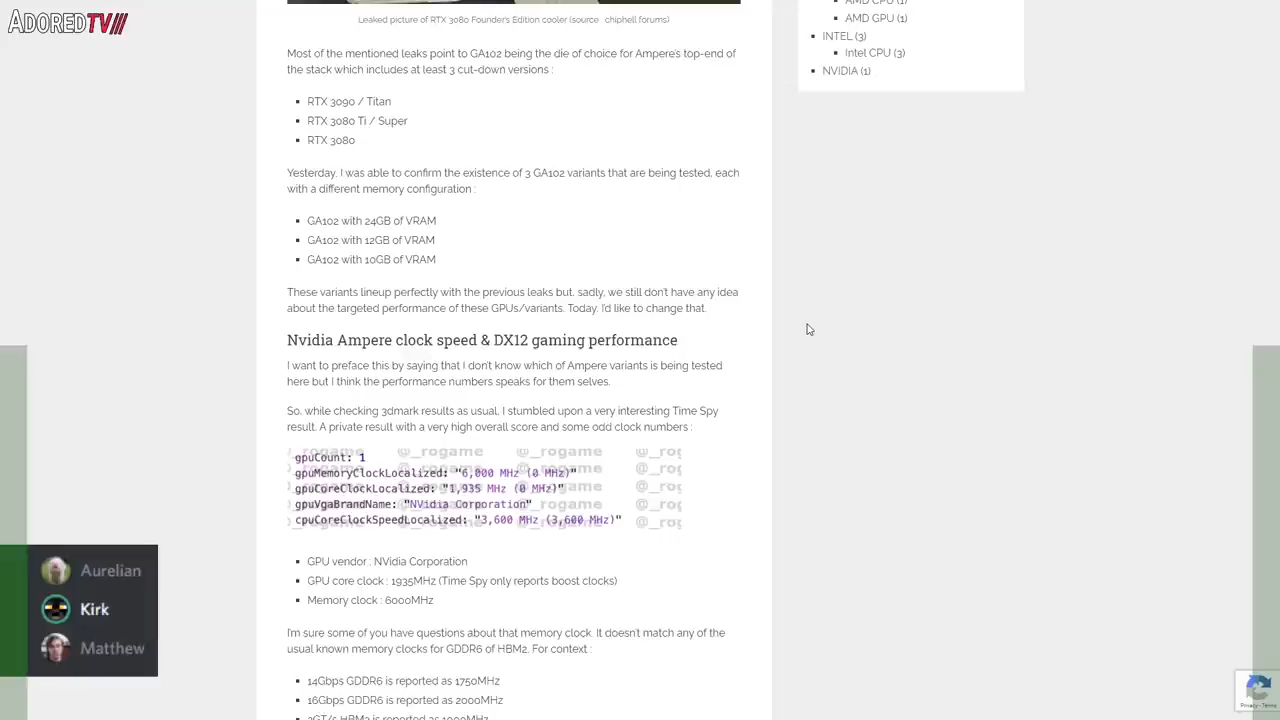 ADOREDTV
Leaked picture of RTX 3080 Founder's Edition cooler (source : chiphell forums)
Most of the mentioned leaks point to GA102 being the die of choice for Ampere's top-end of
the stack which includes at least 3 cut-down versions :
RTX 3090 / Titan
RTX 3080 Ti / Super
RTX 3080
Yesterday, I was able to confirm the existence of 3 GA102 variants that are being tested, each
with a different memory configuration :
GA102 with 24GB of VRAM
GA102 with 12GB of VRAM
GA102 with 10GB of VRAM
These variants lineup perfectly with the previous leaks but, sadly, we still don't have any idea
about the targeted performance of these GPUs/variants. Today, I'd like to change that.
Nvidia Ampere clock speed & DX12 gaming performance
I want to preface this by saying that I don't know which of Ampere variants is being tested
here but I think the performance numbers speaks for them selves.
So, while checking 3dmark results as usual, I stumbled upon a very interesting Time Spy
result. A private result with a very high overall score and some odd clock numbers :
@_rogame @_rogame
gpuCount: 1
gpuMemoryClockLocalized: "6,000 MHz (0 MHz)"
gpuCoreClockLocalized: "1,935 MHz (0 MHz)"
gpuVgaBrandName: "NVidia Corporation"
cpuCoreClockSpeedLocalized: "3,600 MHz (3,600 MHz)"
GPU vendor : NVidia Corporation
GPU core clock : 1935MHz (Time Spy only reports boost clocks)
Memory clock : 6000MHz
I'm sure some of you have questions about that memory clock. It doesn't match any of the
usual known memory clocks for GDDR6 of HBM2. For context :
14Gbps GDDR6 is reported as 1750MHz
16Gbps GDDR6 is reported as 2000MHz
2GT/s HBM2 is reported as 1000MHz
AMD CPU (1)
AMD GPU (1)
INTEL (3)
Intel CPU (3)
NVIDIA (1)
Aurelian
Kirk
Matthew
Privacy - Terms